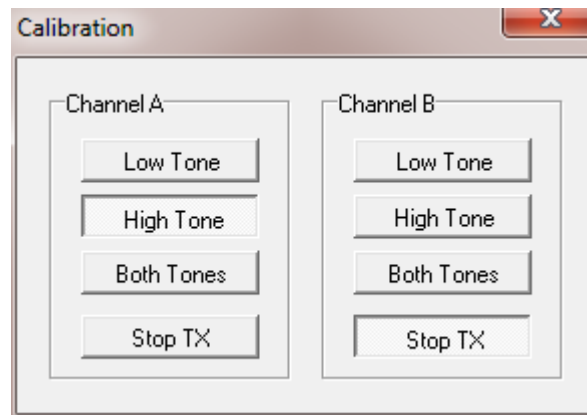 Calibration
Channel A
Low Tone
High Tone
Both Tones
Stop TX
Channel B
Low Tone
High Tone
Both Tones
Stop TX